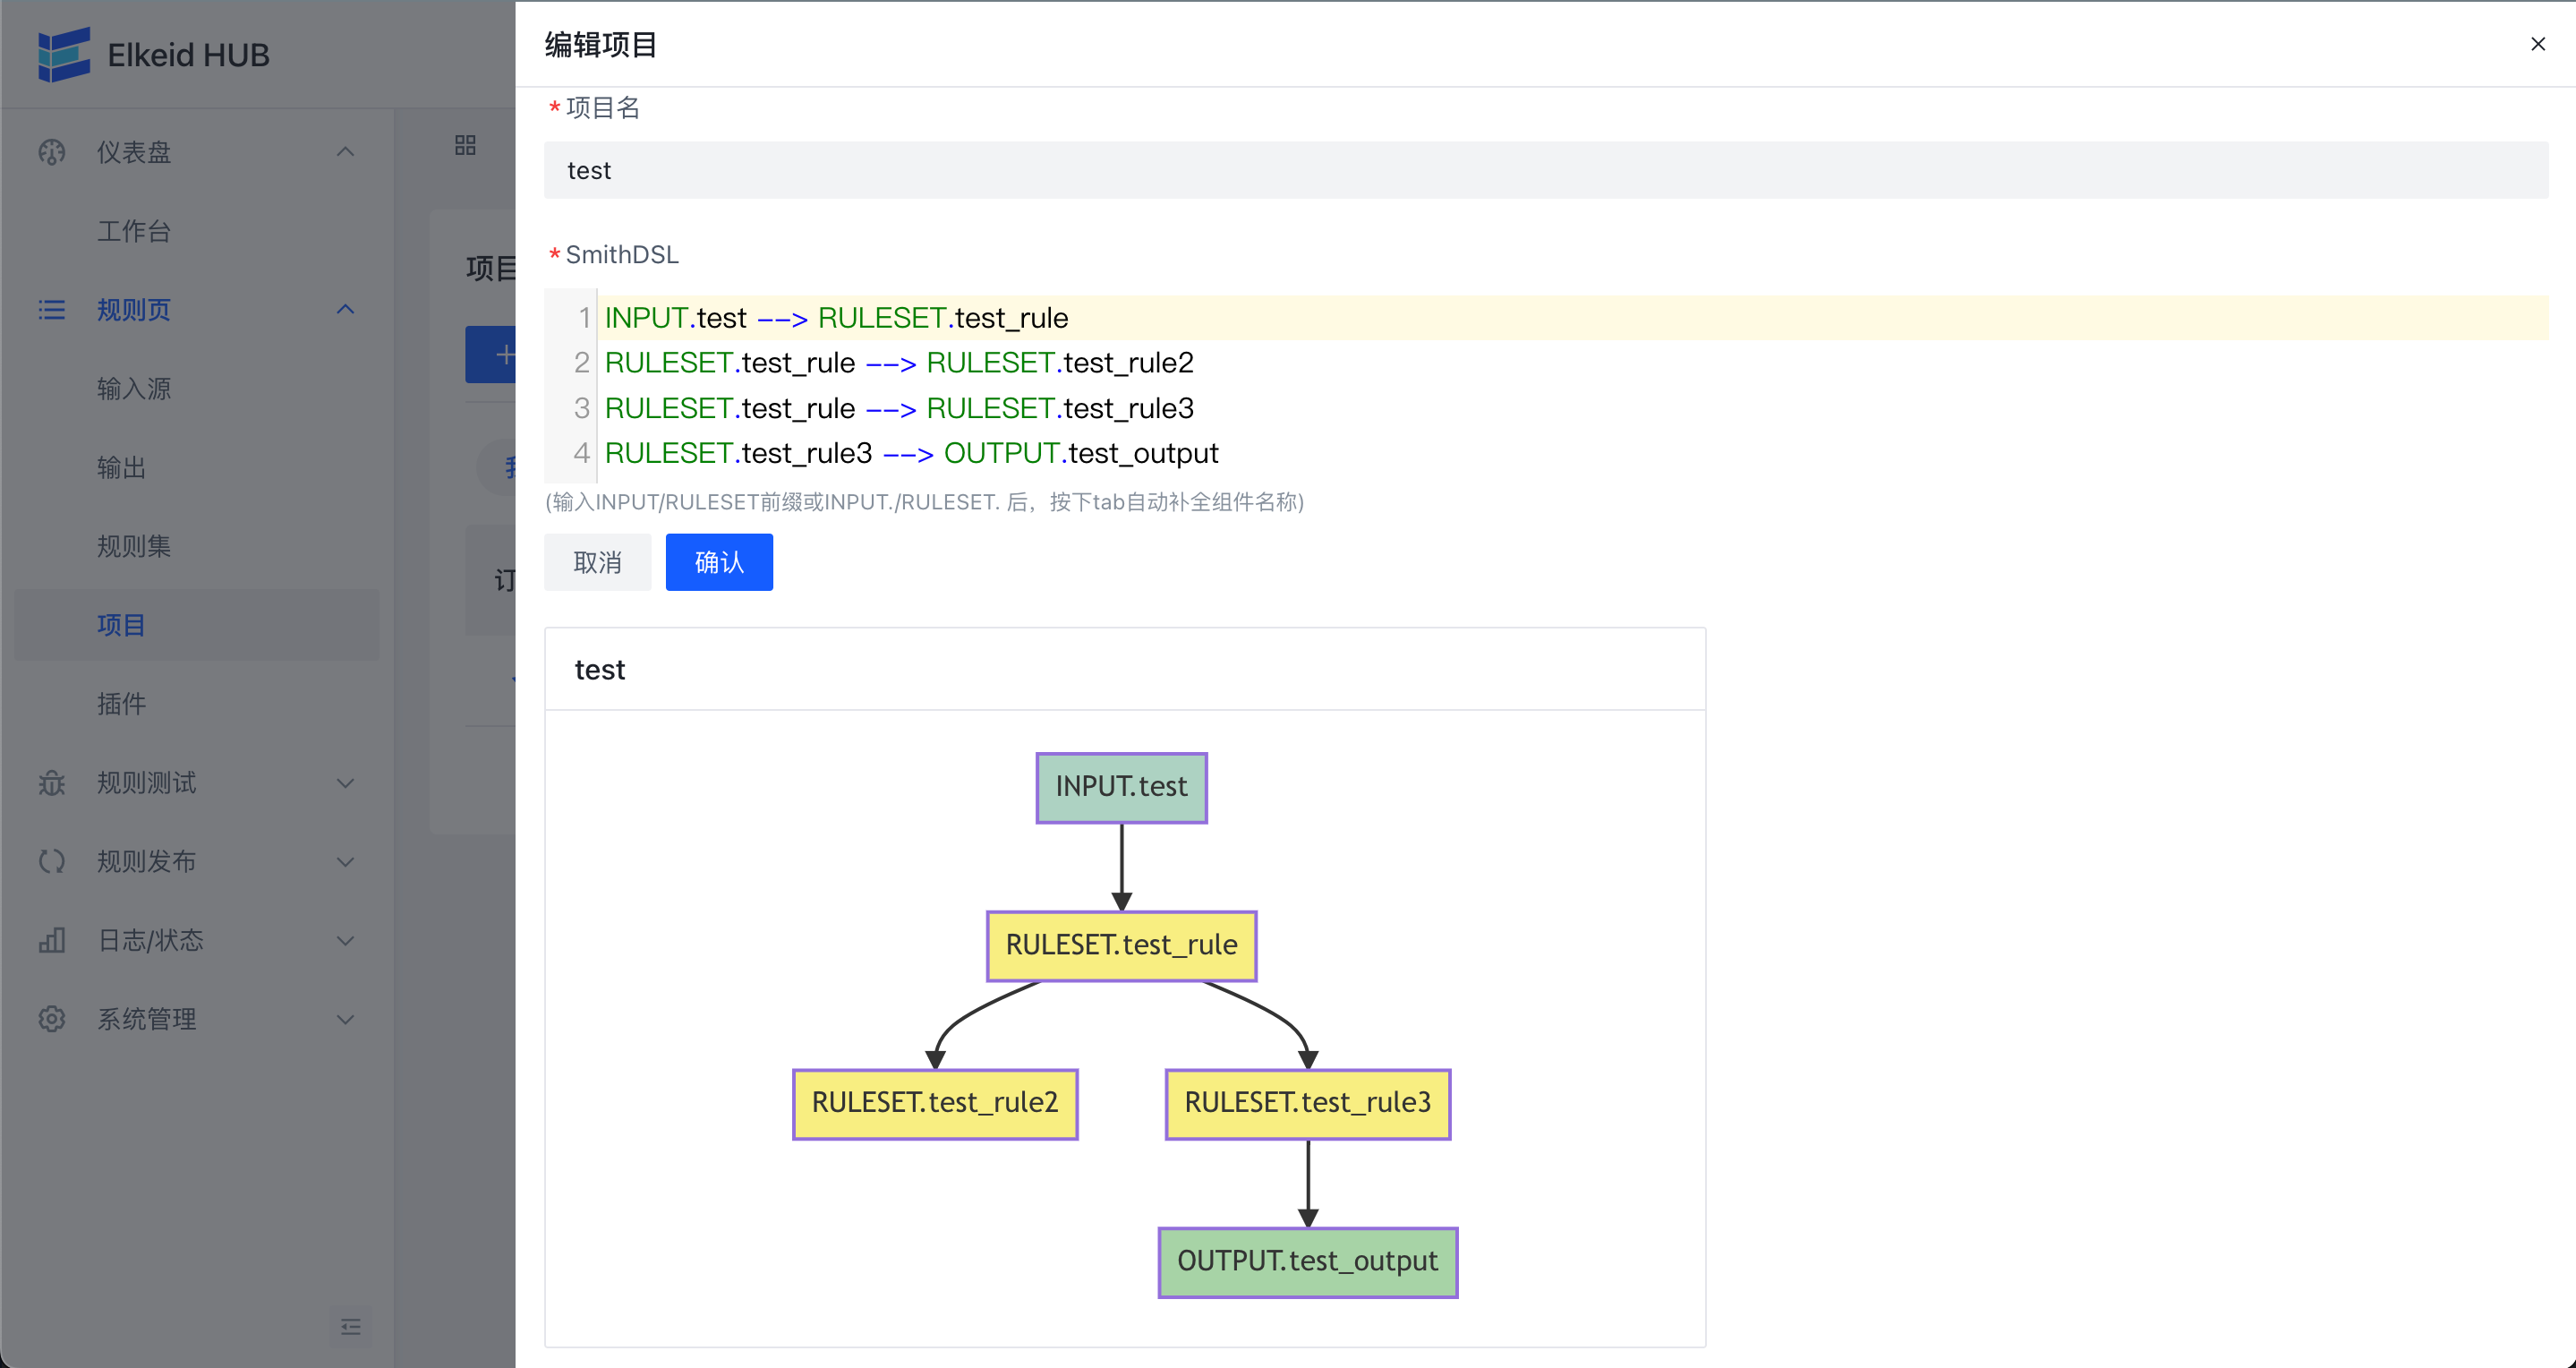 Elkeid HUB
仪表盘
工作台
规则页
输入源
输出
规则集
项目
插件
规则测试
规则发布
日志/状态
系统管理
项目
订
编辑项目
* 项目名
test
* SmithDSL
1 INPUT.test --> RULESET.test_rule
2 RULESET.test_rule --> RULESET.test_rule2
3 RULESET.test_rule --> RULESET.test_rule3
4 RULESET.test_rule3 --> OUTPUT.test_output
(输入INPUT/RULESET前缀或INPUT./RULESET. 后，按下tab自动补全组件名称)
取消 确认
test
INPUT.test
RULESET.test_rule
RULESET.test_rule2 RULESET.test_rule3
OUTPUT.test_output